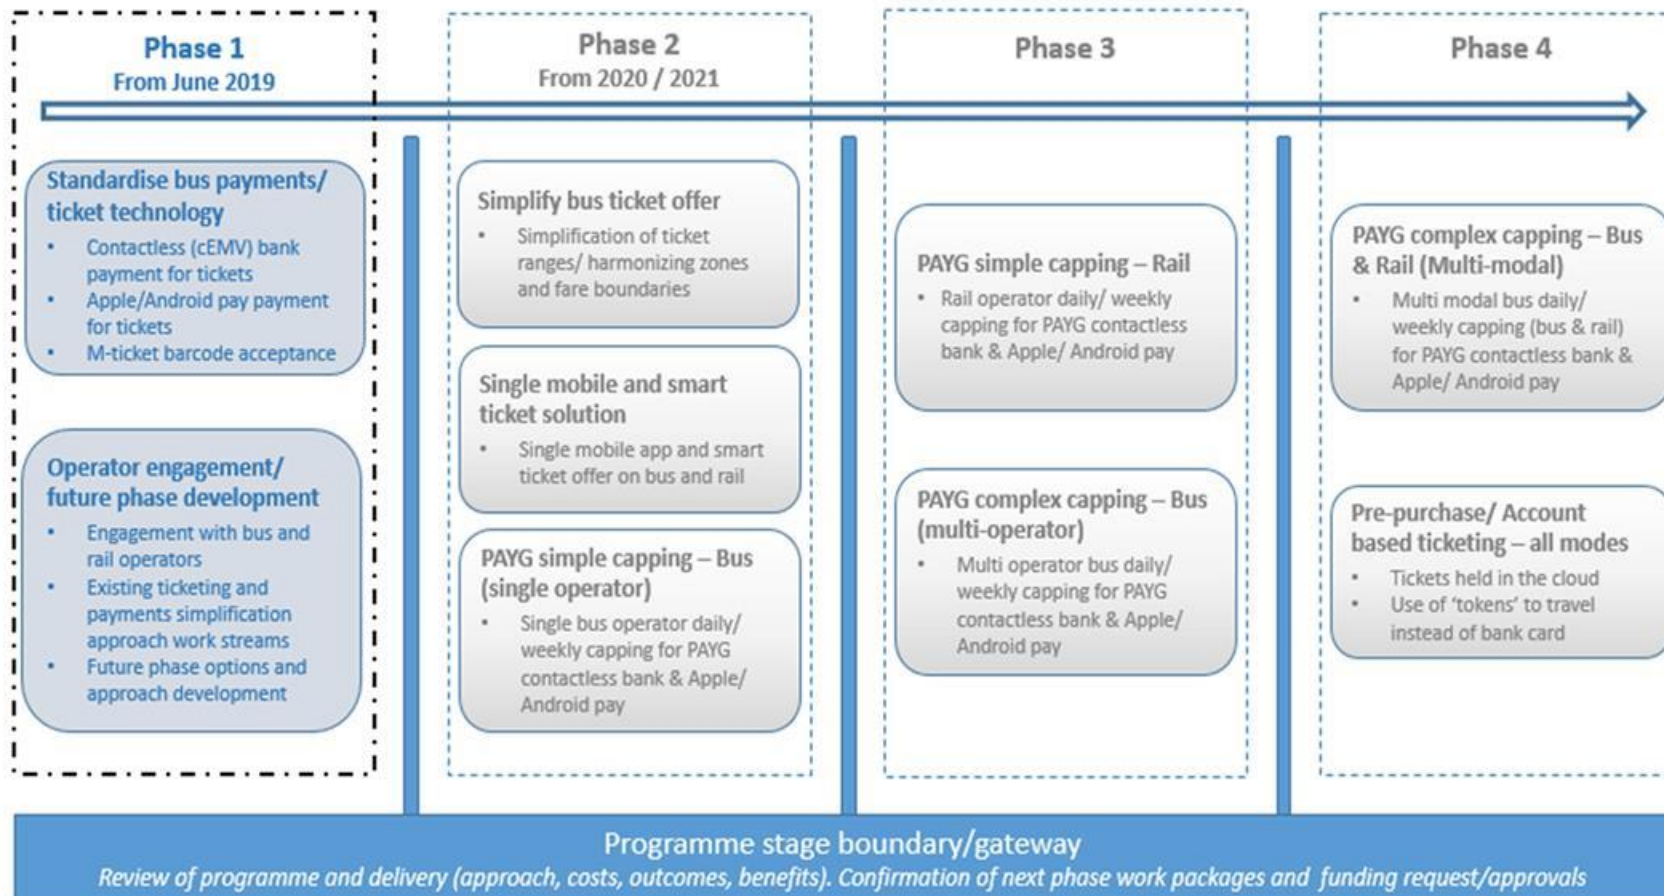 Phase 1
From June 2019
Standardise bus payments/
ticket technology
• Contactless (cEMV) bank
payment for tickets
• Apple/Android pay payment
for tickets
• M-ticket barcode acceptance
Operator engagement/
future phase development
• Engagement with bus and
rail operators
• Existing ticketing and
payments simplification
approach work streams
• Future phase options and
approach development
Phase 2
From 2020 / 2021
Simplify bus ticket offer
• Simplification of ticket
ranges/ harmonizing zones
and fare boundaries
Single mobile and smart
ticket solution
• Single mobile app and smart
ticket offer on bus and rail
PAYG simple capping – Bus
(single operator)
• Single bus operator daily/
weekly capping for PAYG
contactless bank & Apple/
Android pay
Phase 3
PAYG simple capping – Rail
• Rail operator daily/ weekly
capping for PAYG contactless
bank & Apple/ Android pay
PAYG complex capping – Bus
(multi-operator)
• Multi operator bus daily/
weekly capping for PAYG
contactless bank & Apple/
Android pay
Phase 4
PAYG complex capping – Bus
& Rail (Multi-modal)
• Multi modal bus daily/
weekly capping (bus & rail)
for PAYG contactless bank &
Apple/ Android pay
Pre-purchase/ Account
based ticketing – all modes
• Tickets held in the cloud
• Use of ‘tokens’ to travel
instead of bank card
Programme stage boundary/gateway
Review of programme and delivery (approach, costs, outcomes, benefits). Confirmation of next phase work packages and funding request/approvals